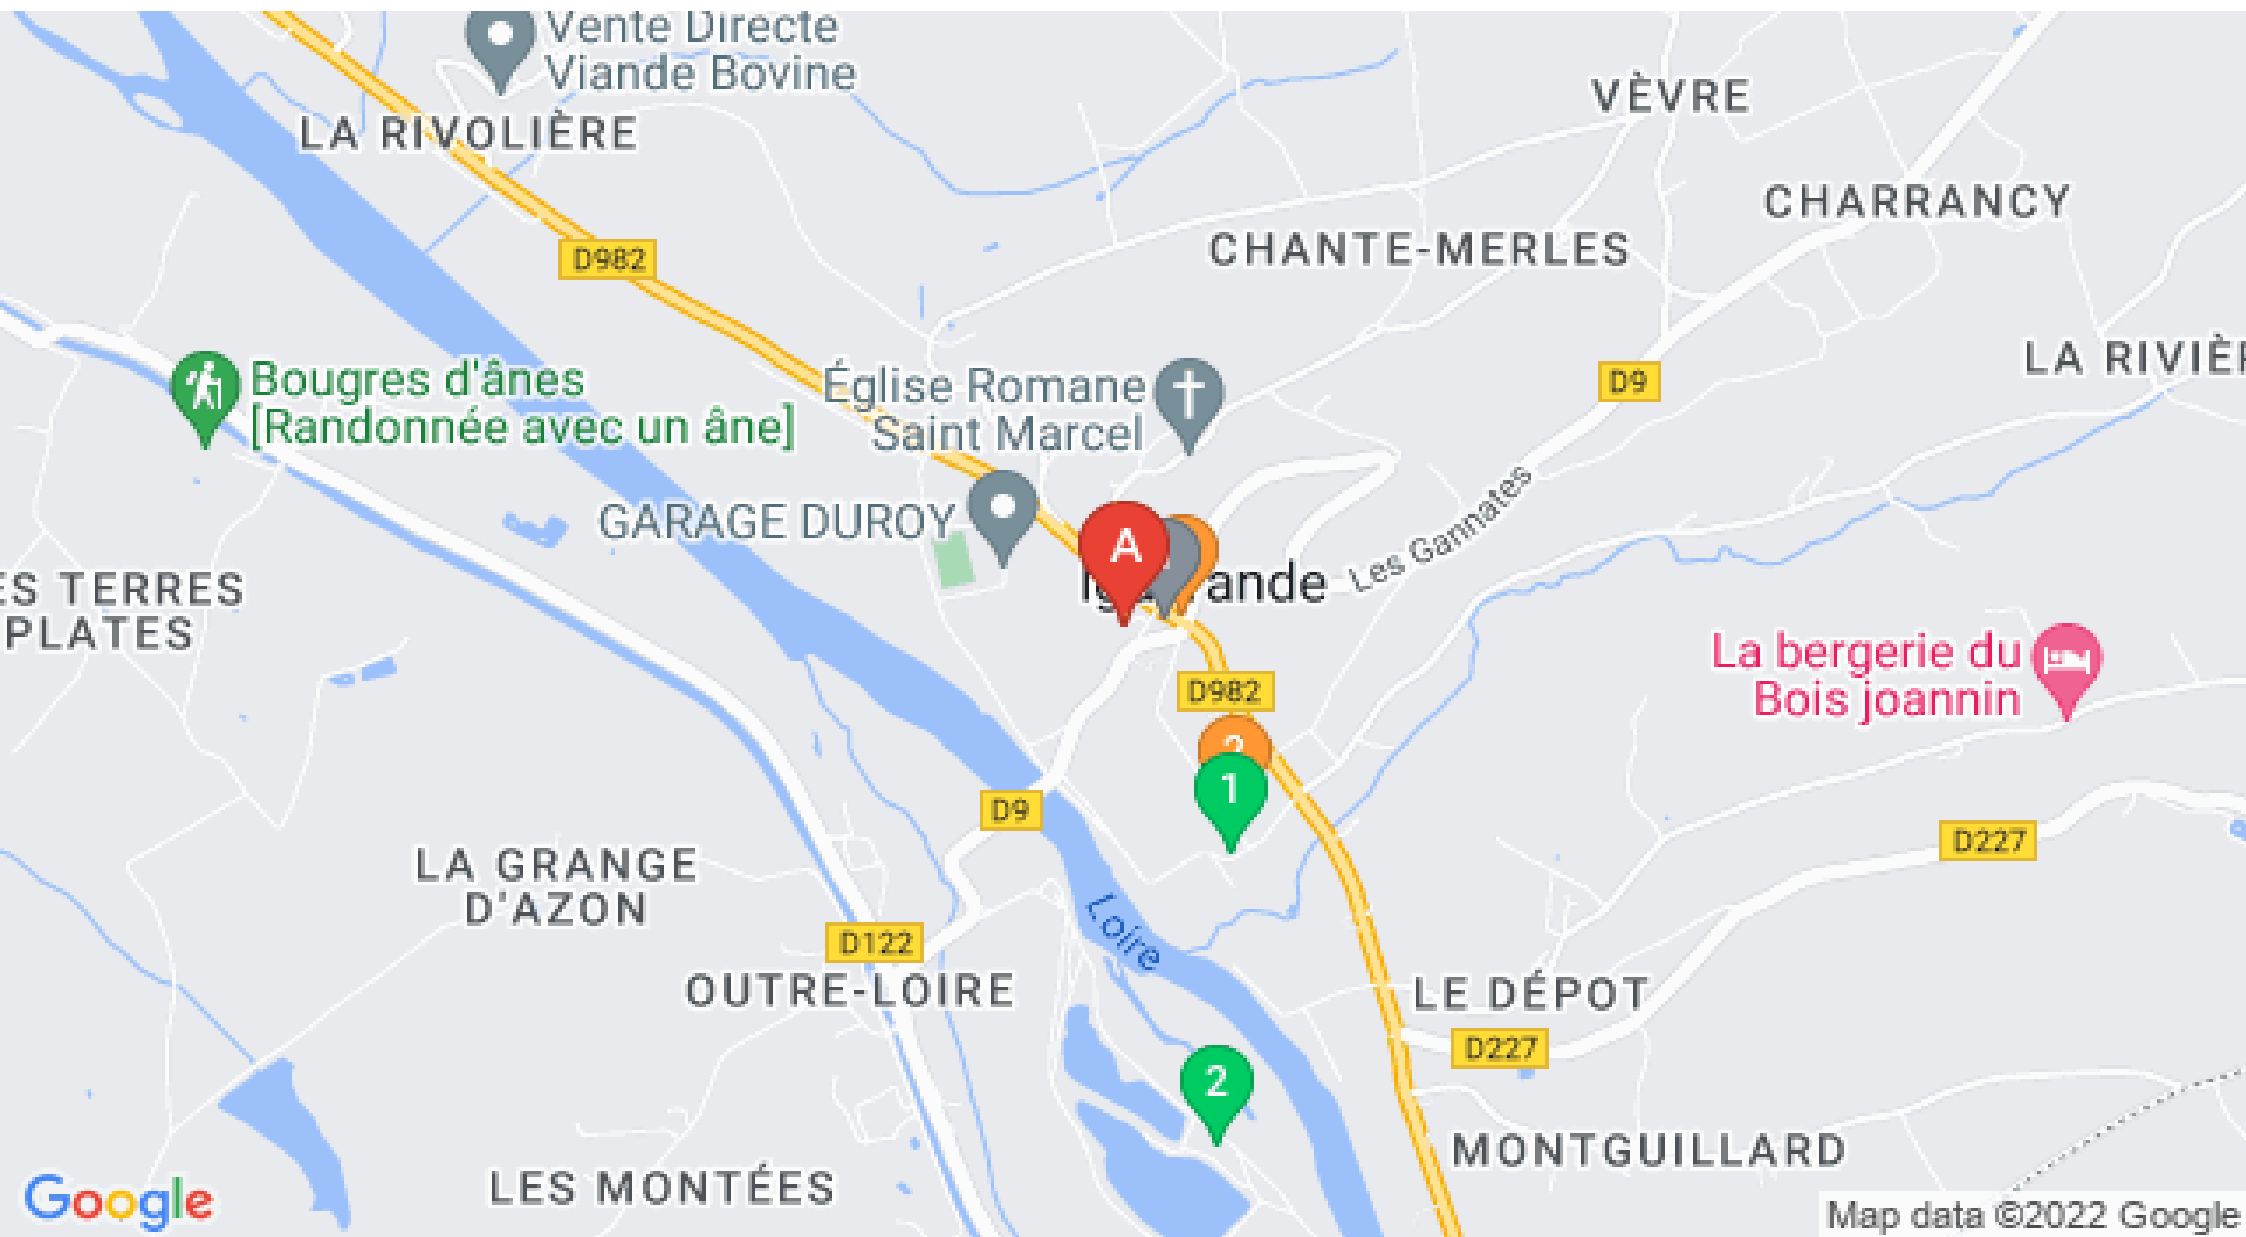 Vente Directe
Viande Bovine
LA RIVOLIÈRE
VÈVRE
CHARRANCY
CHANTE-MERLES
D982
LA RIVIÈR
D9
Bougres d'ânes
[Randonnée avec un âne]
Église Romane
Saint Marcel
GARAGE DUROY
A
ande
Les Gannates
ES TERRES
PLATES
La bergerie du
Bois joannin
D982
1
D9
D227
LA GRANGE
D'AZON
Loire
D122
OUTRE-LOIRE
LE DÉPOT
D227
2
MONTGUILLARD
LES MONTÉES
Google
Map data ©2022 Google